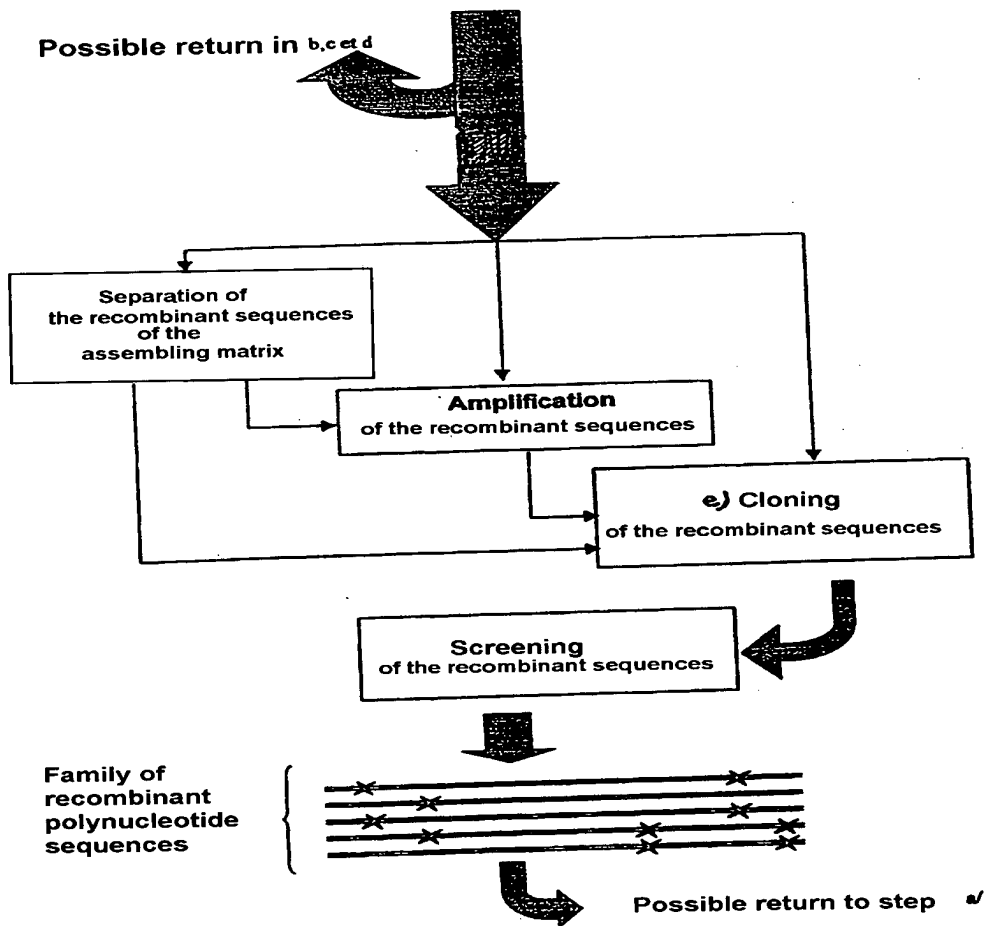 Possible return in b,c et d
Separation of
the recombinant sequences
of the
assembling matrix
Amplification
of the recombinant sequences
e) Cloning
of the recombinant sequences
Screening
of the recombinant sequences
Family of
recombinant
polynucleotide
sequences
Possible return to step a/